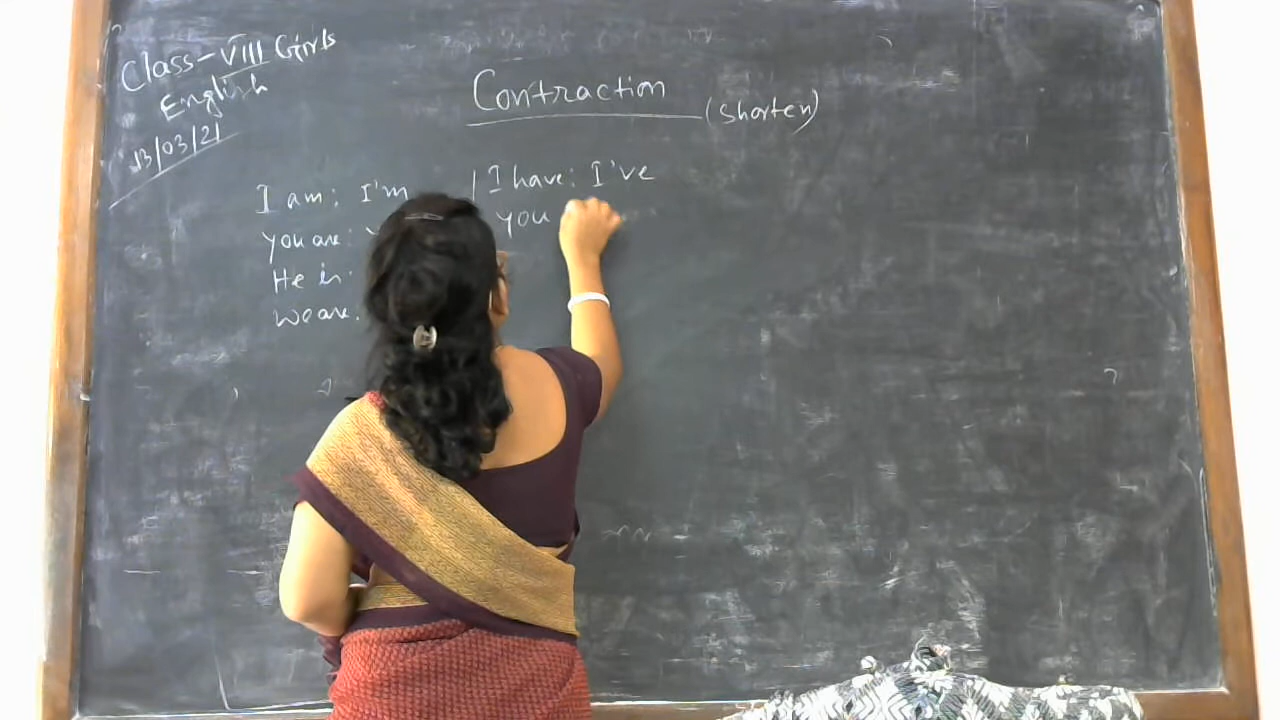 Class-VIII Girls
English
13/03/21
Contraction
(Shorten)
I am: I'm
you are:
He is
We are.
| I have: I've
you